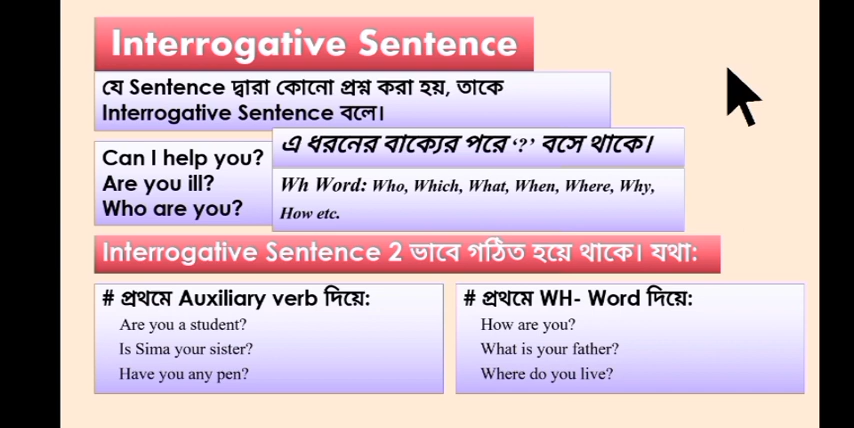 Interrogative Sentence
যে Sentence দ্বারা কোনো প্রশ্ন করা হয়, তাকে
Interrogative Sentence বলে।
এ ধরনের বাক্যের পরে ‘?’ বসে থাকে।
Can I help you?
Are you ill?
Who are you?
Wh Word: Who, Which, What, When, Where, Why,
How etc.
Interrogative Sentence 2 ভাবে গঠিত হয়ে থাকে। যথা:
# প্রথমে Auxiliary verb দিয়ে:
Are you a student?
Is Sima your sister?
Have you any pen?
# প্রথমে WH- Word দিয়ে:
How are you?
What is your father?
Where do you live?